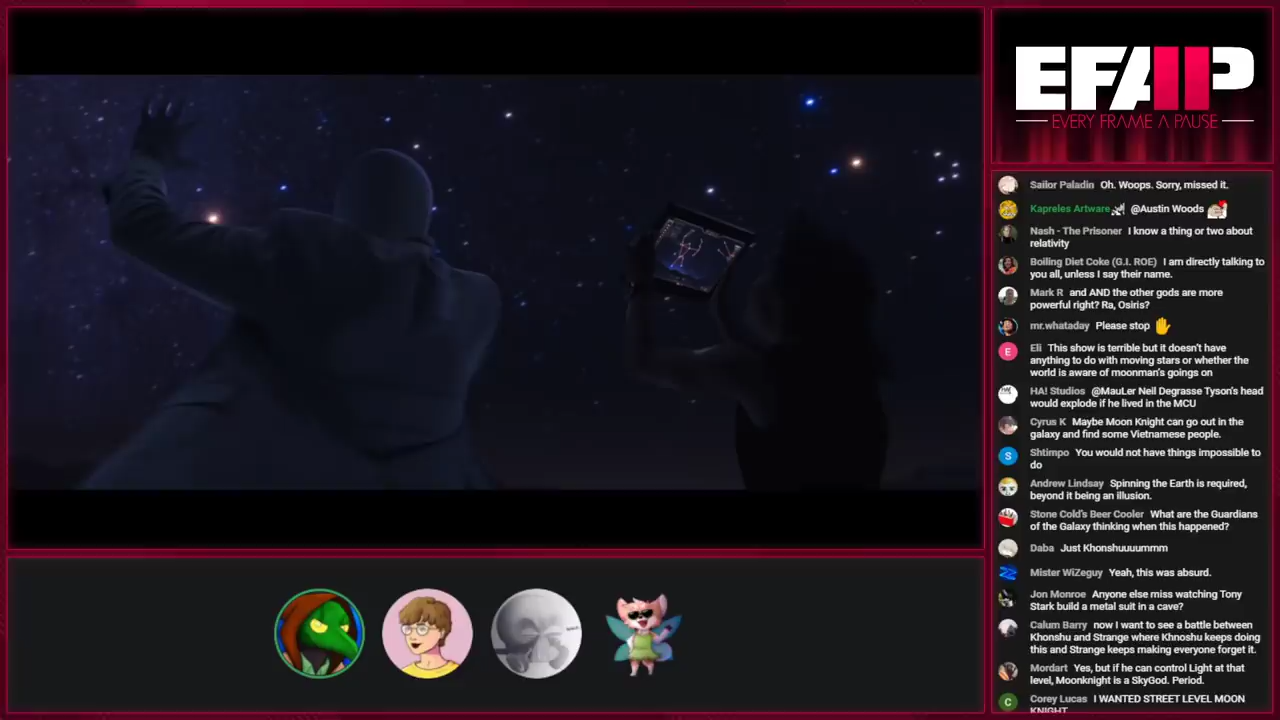 EFAP
EVERY FRAME A PAUSE
Sailor Paladin Oh. Woops. Sorry, missed it.
Kapreles Artware @Austin Woods
Nash - The Prisoner I know a thing or two about
relativity
Boiling Diet Coke (G.I. ROE) I am directly talking to
you all, unless I say their name.
Mark R and AND the other gods are more
powerful right? Ra, Osiris?
mr.whataday Please stop ✋
E
Eli This show is terrible but it doesn't have
anything to do with moving stars or whether the
world is aware of moonman's goings on
HA! Studios @MauLer Neil Degrasse Tyson's head
would explode if he lived in the MCU
Cyrus K Maybe Moon Knight can go out in the
galaxy and find some Vietnamese people.
S
Shtimpo You would not have things impossible to
do
Andrew Lindsay Spinning the Earth is required,
beyond it being an illusion.
Stone Cold's Beer Cooler What are the Guardians
of the Galaxy thinking when this happened?
Daba Just Khonshuuuummm
Mister WiZeguy Yeah, this was absurd.
Jon Monroe Anyone else miss watching Tony
Stark build a metal suit in a cave?
Calum Barry now I want to see a battle between
Khonshu and Strange where Khnoshu keeps doing
this and Strange keeps making everyone forget it.
Mordart Yes, but if he can control Light at that
level, Moonknight is a SkyGod. Period.
C
Corey Lucas I WANTED STREET LEVEL MOON
KNIGHT